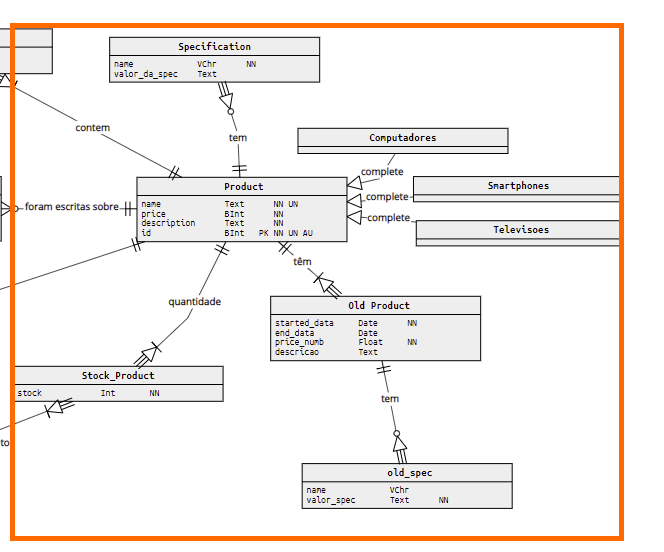 Specification
name VChr NN
valor_da_spec Text
contem
tem
Computadores
complete
Product
name Text NN UN
price BInt NN
description Text NN
id BInt PK NN UN AU
Smartphones
complete
foram escritas sobre
complete
Televisoes
têm
quantidade
Old Product
started_data Date NN
end_data Date
price_numb Float NN
descricao Text
Stock_Product
stock Int NN
tem
to
old_spec
name VChr
valor_spec Text NN